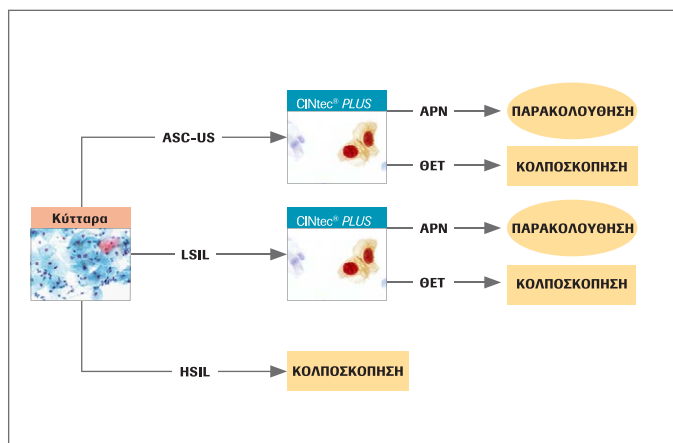 CINtec® PLUS
ΑΡΝ
ΠΑΡΑΚΟΛΟΥΘΗΣΗ
ASC-US
ΘΕΤ
ΚΟΛΠΟΣΚΟΠΗΣΗ
Κύτταρα
CINtec® PLUS
ΑΡΝ
ΠΑΡΑΚΟΛΟΥΘΗΣΗ
LSIL
ΘΕΤ
ΚΟΛΠΟΣΚΟΠΗΣΗ
HSIL
ΚΟΛΠΟΣΚΟΠΗΣΗ